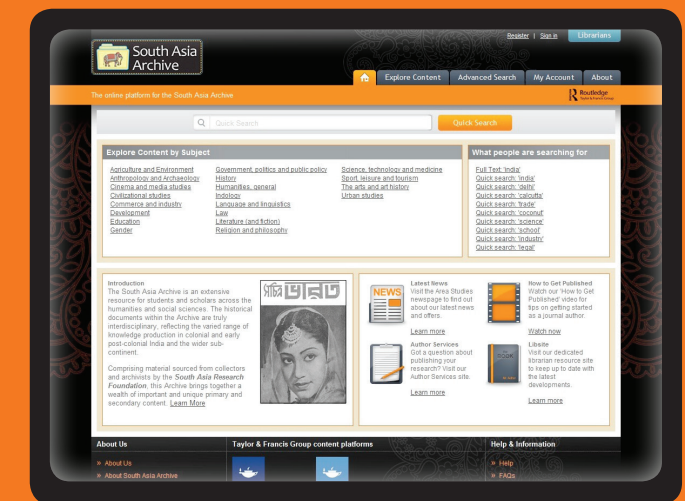 Register | Sign in Librarians
South Asia
Archive
Explore Content Advanced Search My Account About
The online platform for the South Asia Archive
Routledge
Taylor & Francis Group
Quick Search Quick Search
Explore Content by Subject
Agriculture and Environment
Anthropology and Archaeology
Cinema and media studies
Civilizational studies
Commerce and industry
Development
Education
Gender
Government, politics and public policy
History
Humanities, general
Indology
Language and linguistics
Law
Literature (and fiction)
Religion and philosophy
Science, technology and medicine
Sport, leisure and tourism
The arts and art history
Urban studies
What people are searching for
Full Text: 'India'
Quick search: 'india'
Quick search: 'delhi'
Quick search: 'calcutta'
Quick search: 'trade'
Quick search: 'coconut'
Quick search: 'science'
Quick search: 'school'
Quick search: 'industry'
Quick search: 'legal'
Introduction
The South Asia Archive is an extensive
resource for students and scholars across the
humanities and social sciences. The historical
documents within the Archive are truly
interdisciplinary, reflecting the varied range of
knowledge production in colonial and early
post-colonial India and the wider sub-
continent.
Comprising material sourced from collectors
and archivists by the South Asia Research
Foundation, this Archive brings together a
wealth of important and unique primary and
secondary content. Learn More
সচিত্র ভারত
NEWS
Latest News
Visit the Area Studies
newspage to find out
about our latest news
and offers.
Learn more
How to Get Published
Watch our 'How to Get
Published' video for
tips on getting started
as a journal author.
Watch now
Author Services
Got a question about
publishing your
research? Visit our
Author Services site.
Learn more
BOOK
Libsite
Visit our dedicated
librarian resource site
to keep up to date with
the latest
developments.
Learn more
About Us
» About Us
» About South Asia Archive
Taylor & Francis Group content platforms
Help & Information
» Help
» FAQs